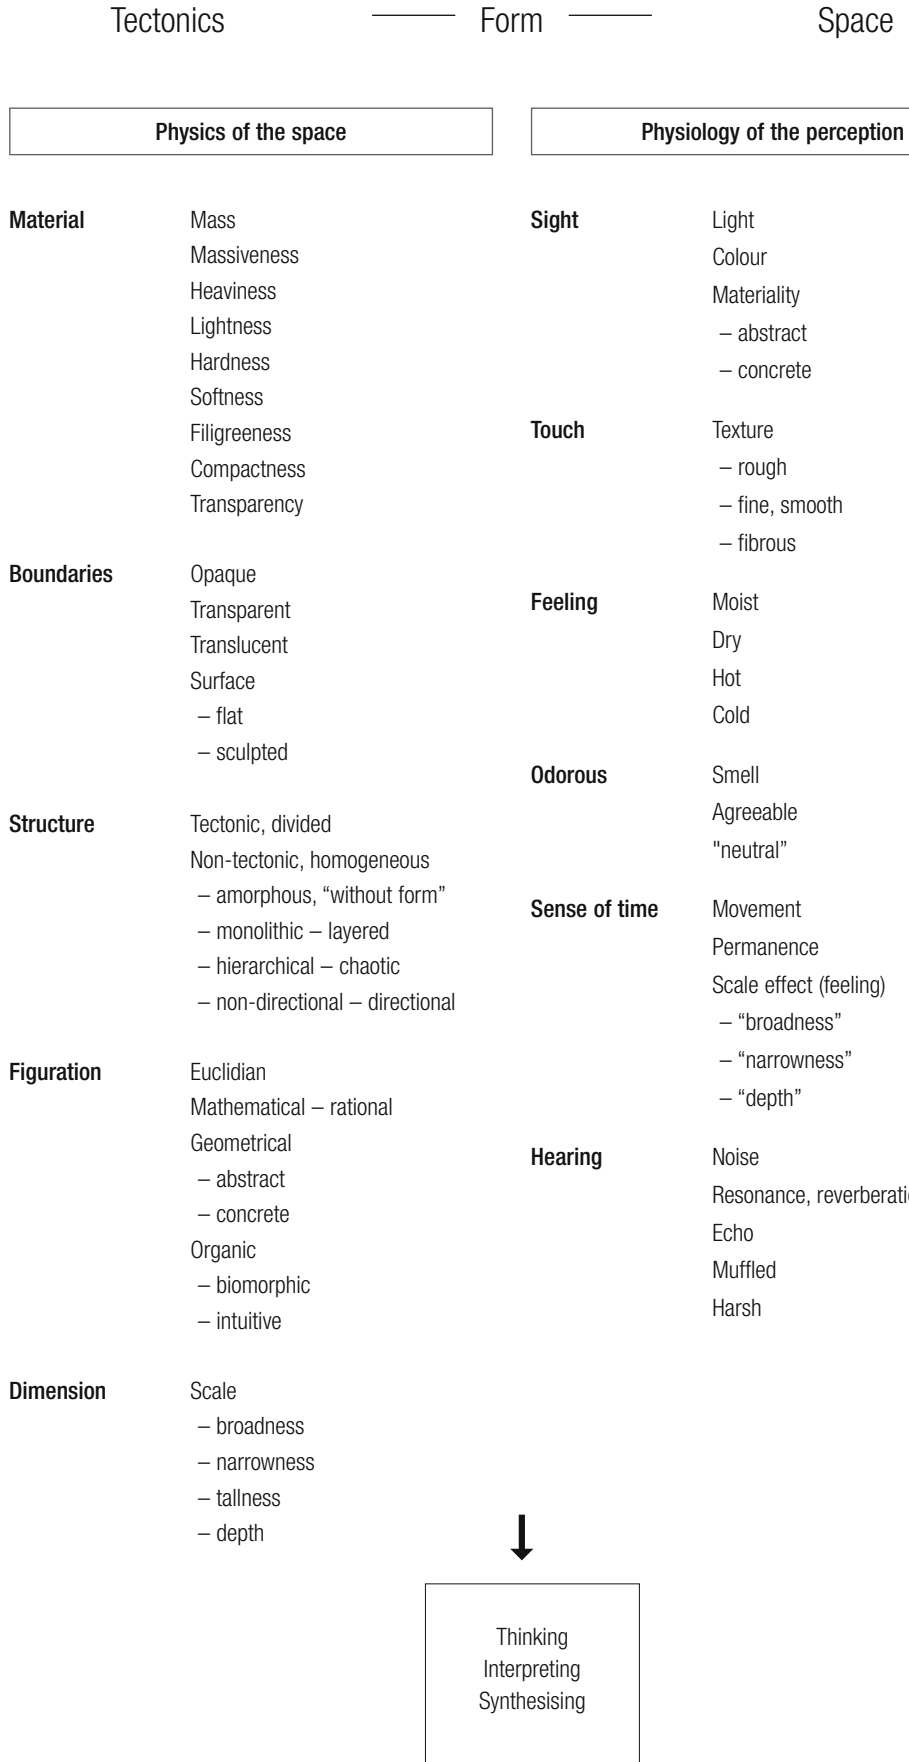 Tectonics — Form — Space
Physics of the space
Material Mass
Massiveness
Heaviness
Lightness
Hardness
Softness
Filigreeness
Compactness
Transparency
Boundaries Opaque
Transparent
Translucent
Surface
– flat
– sculpted
Structure Tectonic, divided
Non-tectonic, homogeneous
– amorphous, “without form”
– monolithic – layered
– hierarchical – chaotic
– non-directional – directional
Figuration Euclidian
Mathematical – rational
Geometrical
– abstract
– concrete
Organic
– biomorphic
– intuitive
Dimension Scale
– broadness
– narrowness
– tallness
– depth
Physiology of the perception
Sight Light
Colour
Materiality
– abstract
– concrete
Touch Texture
– rough
– fine, smooth
– fibrous
Feeling Moist
Dry
Hot
Cold
Odorous Smell
Agreeable
"neutral”
Sense of time Movement
Permanence
Scale effect (feeling)
– “broadness”
– “narrowness”
– “depth”
Hearing Noise
Resonance,
Echo
Muffled
Harsh
Thinking
Interpreting
Synthesising